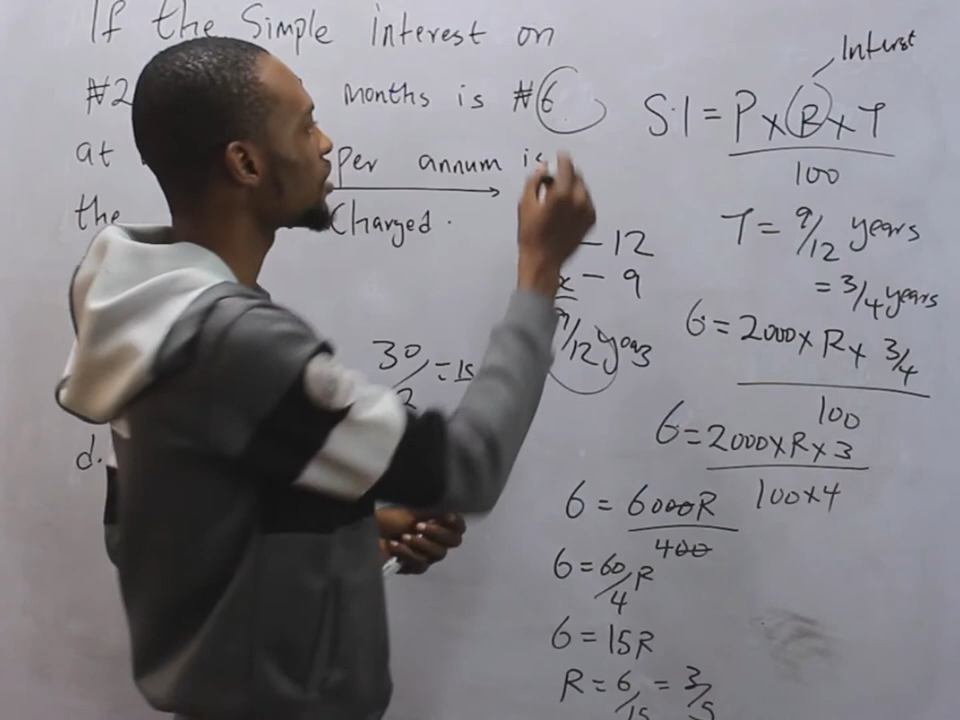 If the Simple interest on
₦2 months is ₦6
at Per annum is
the Charged.
Interst
S.I = P x R x T
100
T = 9/12 years
= 3/4 years
- 12
x - 9
9/12 years
30/2 = 15
d.
6 = 2000 x R x 3/4
100
6 = 2000 x R x 3
100 x 4
6 = 6000R
400
6 = 60/4 R
6 = 15R
R = 6/15 = 3/5